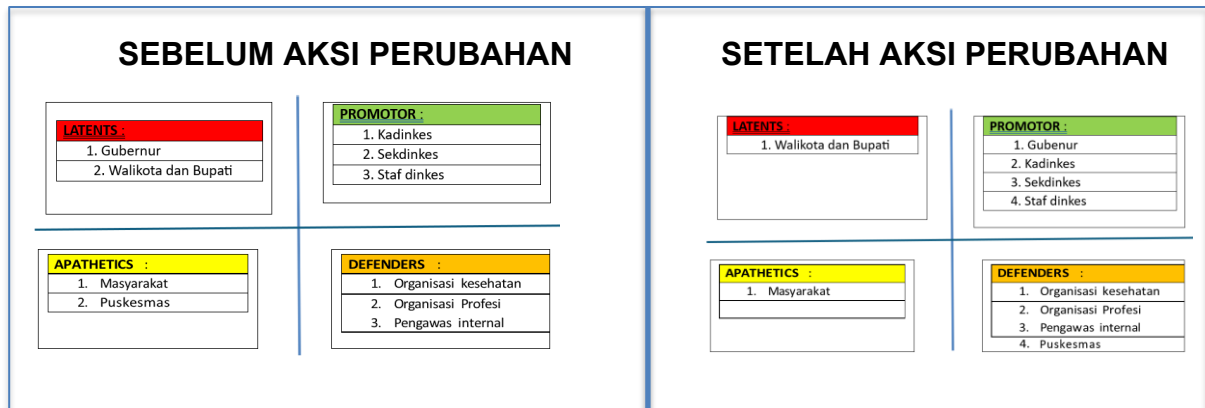 SEBELUM AKSI PERUBAHAN
LATENTS :
1. Gubernur
2. Walikota dan Bupati
PROMOTOR :
1. Kadinkes
2. Sekdinkes
3. Staf dinkes
APATHETICS :
1. Masyarakat
2. Puskesmas
DEFENDERS :
1. Organisasi kesehatan
2. Organisasi Profesi
3. Pengawas internal
SETELAH AKSI PERUBAHAN
LATENTS :
1. Walikota dan Bupati
PROMOTOR :
1. Gubenur
2. Kadinkes
3. Sekdinkes
4. Staf dinkes
APATHETICS :
1. Masyarakat
DEFENDERS :
1. Organisasi kesehatan
2. Organisasi Profesi
3. Pengawas internal
4. Puskesmas